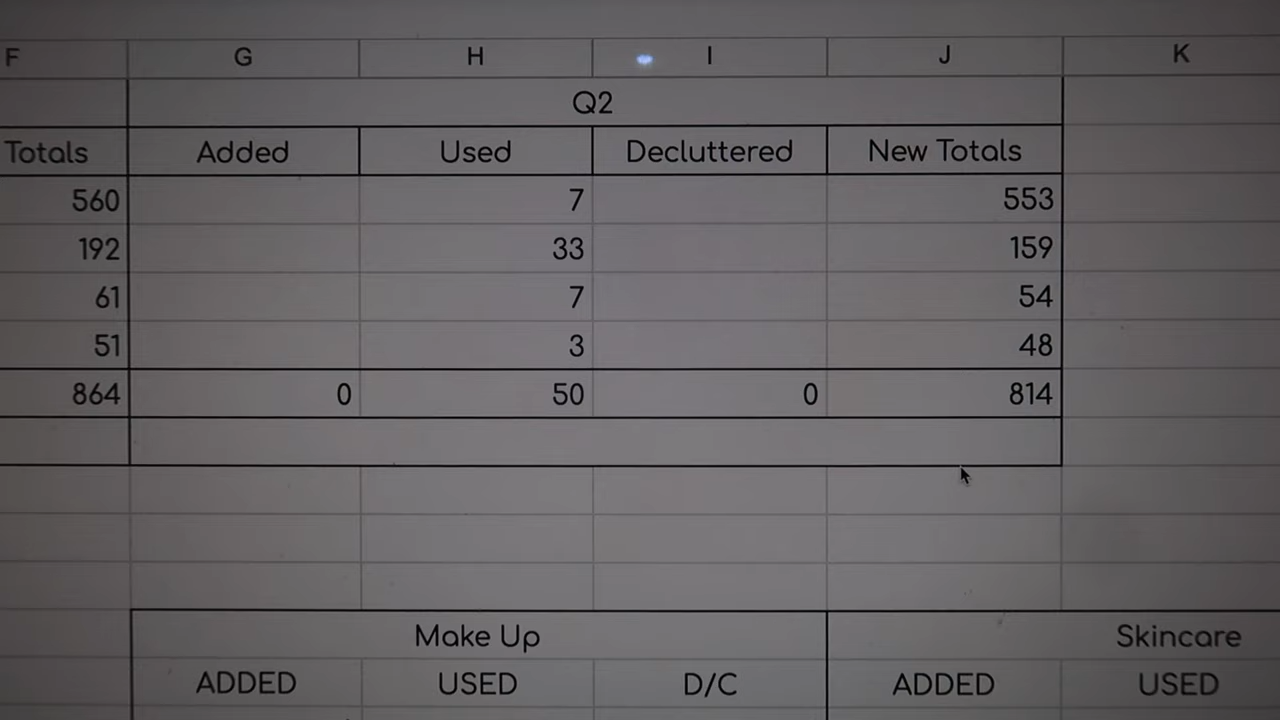 F G H I J K
Q2
Totals Added Used Decluttered New Totals
560 7 553
192 33 159
61 7 54
51 3 48
864 0 50 0 814
Make Up Skincare
ADDED USED D/C ADDED USED